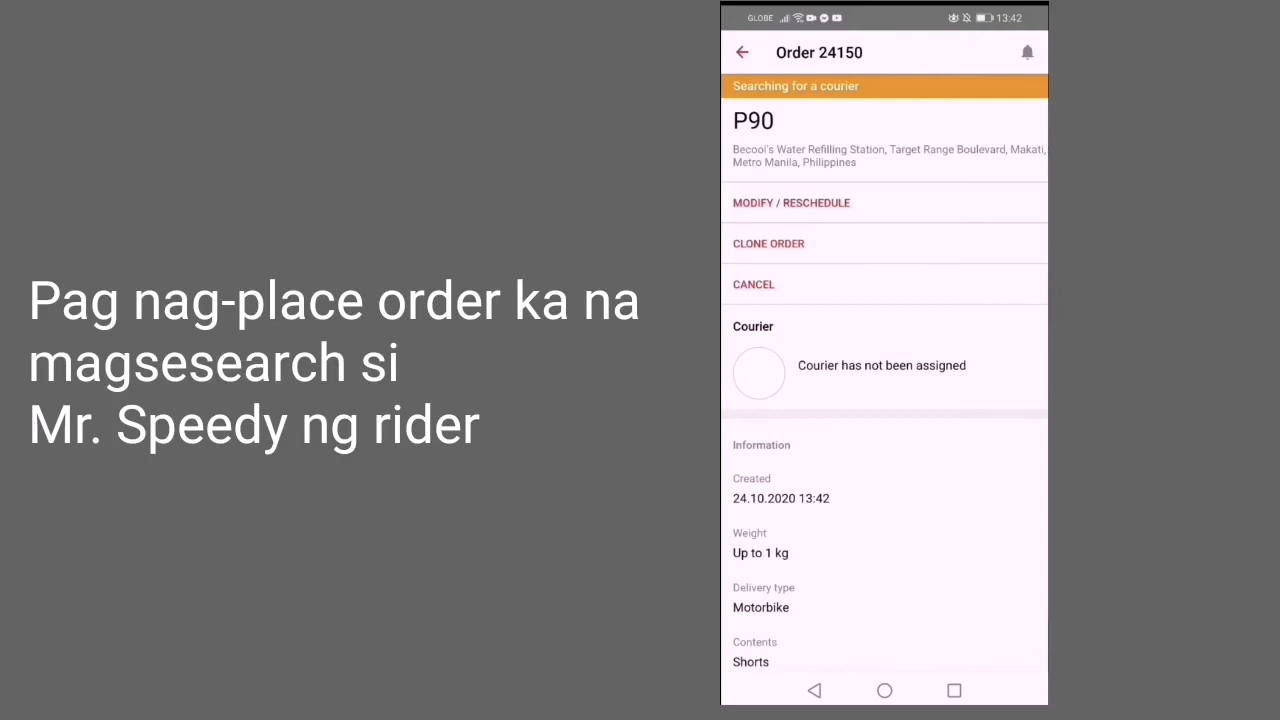 Pag nag-place order ka na
magsesearch si
Mr. Speedy ng rider
GLOBE 13:42
Order 24150
Searching for a courier
P90
Becool's Water Refilling Station, Target Range Boulevard, Makati,
Metro Manila, Philippines
MODIFY / RESCHEDULE
CLONE ORDER
CANCEL
Courier
Courier has not been assigned
Information
Created
24.10.2020 13:42
Weight
Up to 1 kg
Delivery type
Motorbike
Contents
Shorts